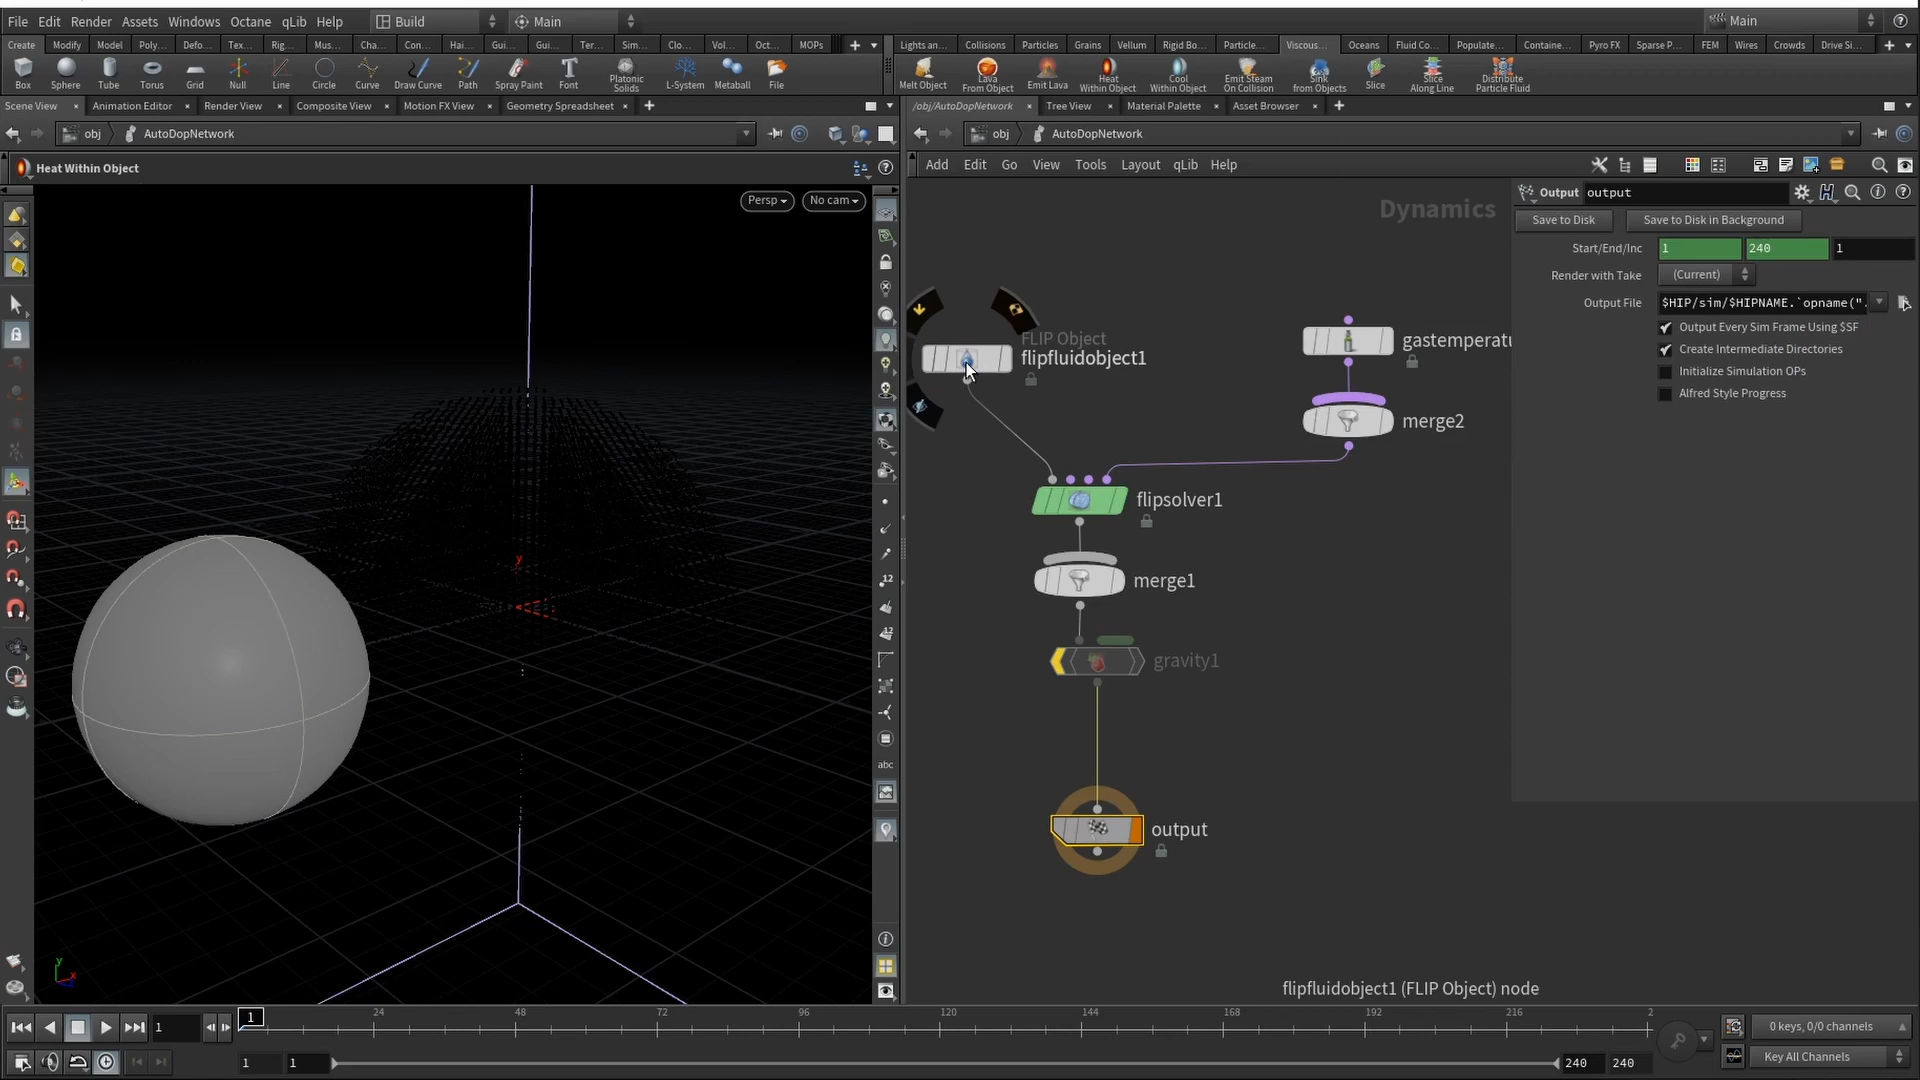 File Edit Render Assets Windows Octane qLib Help Build Main Main
Create Modify Model Poly... Defo... Tex... Rig... Mus... Cha... Con... Hai... Gui... Gui... Ter... Sim... Clo... Vol... Oct... MOPs
Lights an... Collisions Particles Grains Vellum Rigid Bo... Particle... Viscous... Oceans Fluid Co... Populate... Containe... Pyro FX Sparse P... FEM Wires Crowds Drive Si...
Box Sphere Tube Torus Grid Null Line Circle Curve Draw Curve Path Spray Paint Font Platonic Solids L-System Metaball File
Melt Object Lava From Object Emit Lava Heat Within Object Cool Within Object Emit Steam On Collision Sink from Objects Slice Slice Along Line Distribute Particle Fluid
Scene View Animation Editor Render View Composite View Motion FX View Geometry Spreadsheet
/obj/AutoDopNetwork Tree View Material Palette Asset Browser
obj AutoDopNetwork
obj AutoDopNetwork
Heat Within Object
Add Edit Go View Tools Layout qLib Help
Persp No cam
Dynamics
Output output
Save to Disk Save to Disk in Background
Start/End/Inc 1 240 1
Render with Take (Current)
Output File $HIP/sim/$HIPNAME.`opname(".
Output Every Sim Frame Using $SF
Create Intermediate Directories
Initialize Simulation OPs
Alfred Style Progress
FLIP Object
flipfluidobject1
gastemperatu
merge2
flipsolver1
merge1
gravity1
output
y
12
12
abc
y
x
flipfluidobject1 (FLIP Object) node
1 1 24 48 72 96 120 144 168 192 216 2
0 keys, 0/0 channels
1 1 240 240
Key All Channels